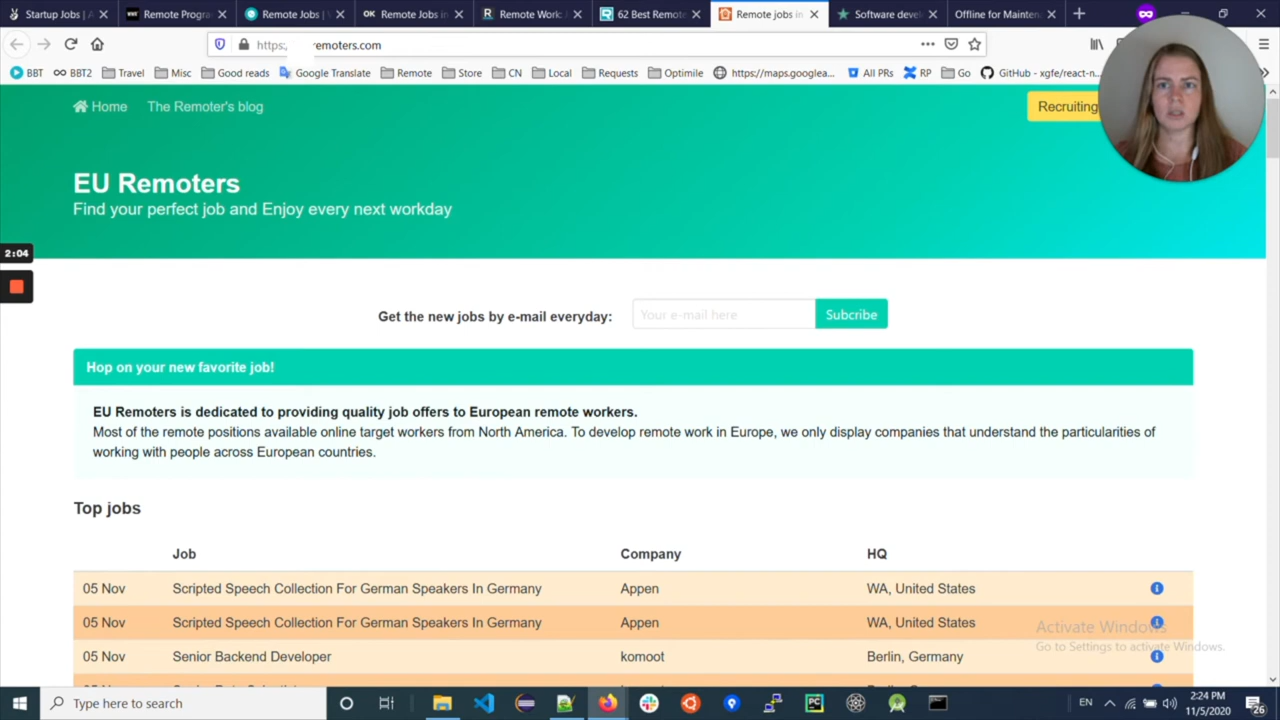 Startup Jobs | A
Remote Progra
Remote Jobs | V
OK Remote Jobs in
R Remote Work:
62 Best Remote
Remote jobs in
Software devel
Offline for Mainten
https: remoters.com
BBT
BBT2
Travel
Misc
Good reads
Google Translate
Remote
Store
CN
Local
Requests
Optimile
https://maps.googlea...
All PRs
RP
Go
GitHub - xgfe/react-n...
Home
The Remoter's blog
Recruiting
EU Remoters
Find your perfect job and Enjoy every next workday
2:04
Get the new jobs by e-mail everyday:
Your e-mail here
Subcribe
Hop on your new favorite job!
EU Remoters is dedicated to providing quality job offers to European remote workers.
Most of the remote positions available online target workers from North America. To develop remote work in Europe, we only display companies that understand the particularities of
working with people across European countries.
Top jobs
Job Company HQ
05 Nov Scripted Speech Collection For German Speakers In Germany Appen WA, United States
05 Nov Scripted Speech Collection For German Speakers In Germany Appen WA, United States
05 Nov Senior Backend Developer komoot Berlin, Germany
Activate Windows
Go to Settings to activate Windows.
Type here to search
EN
2:24 PM
11/5/2020
26